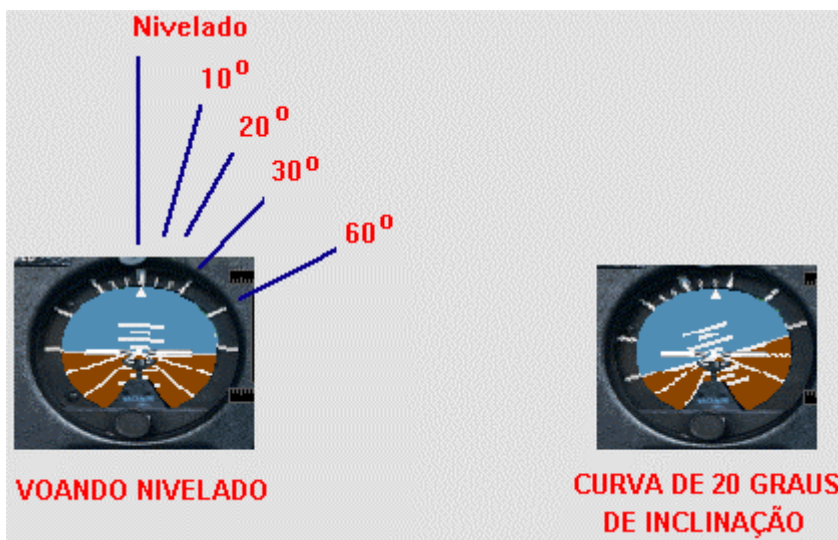 Nivelado
10º
20º
30º
60º
VOANDO NIVELADO
CURVA DE 20 GRAUS
DE INCLINAÇÃO